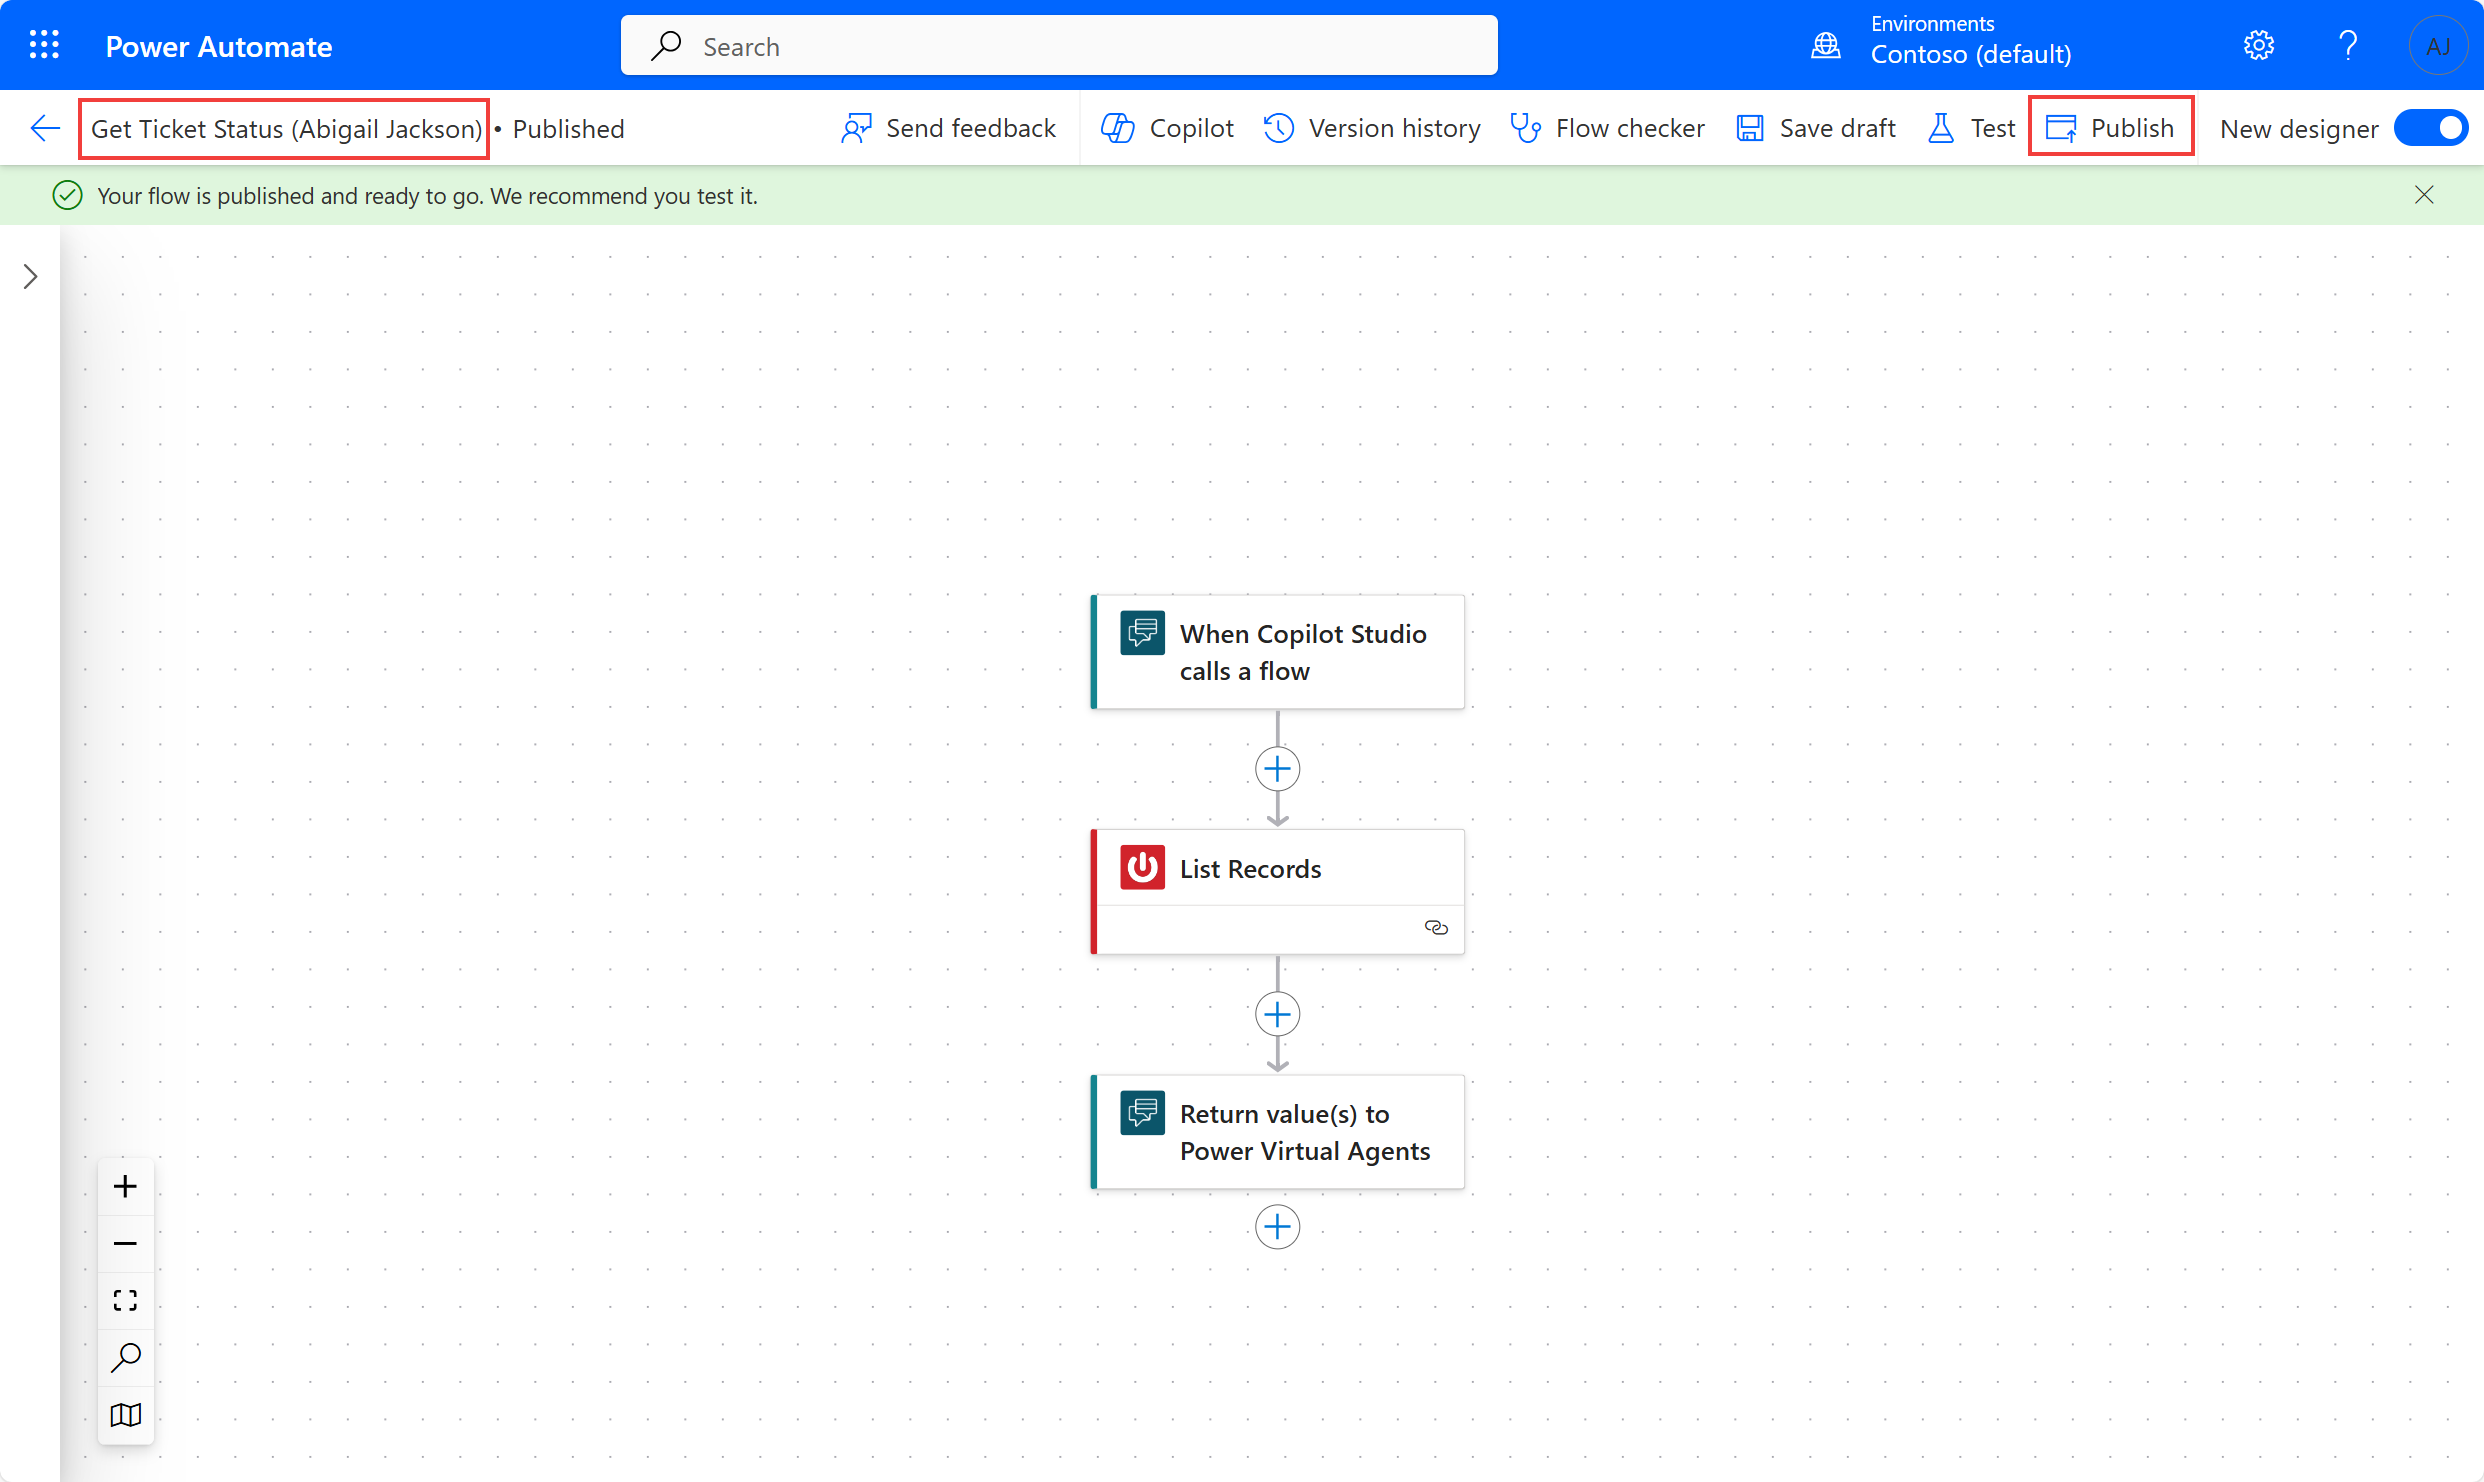 Power Automate
Search
Environments
Contoso (default)
AJ
Get Ticket Status (Abigail Jackson) • Published
Send feedback
Copilot
Version history
Flow checker
Save draft
Test
Publish
New designer
Your flow is published and ready to go. We recommend you test it.
When Copilot Studio
calls a flow
List Records
Return value(s) to
Power Virtual Agents